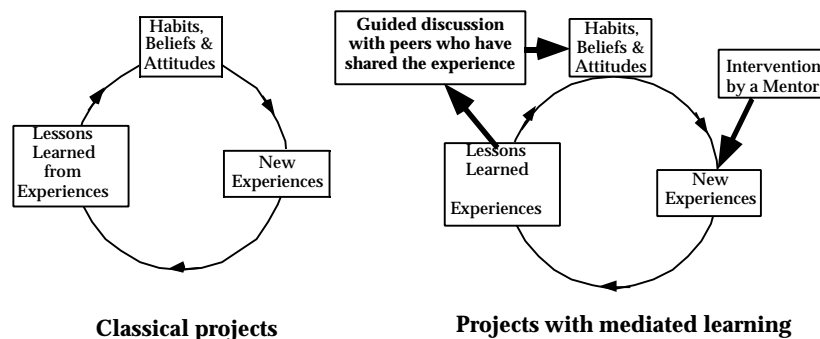 Habits,
Beliefs &
Attitudes
Lessons
Learned
from
Experiences
New
Experiences
Classical projects
Guided discussion
with peers who have
shared the experience
Habits,
Beliefs &
Attitudes
Intervention
by a Mentor
Lessons
Learned
Experiences
New
Experiences
Projects with mediated learning